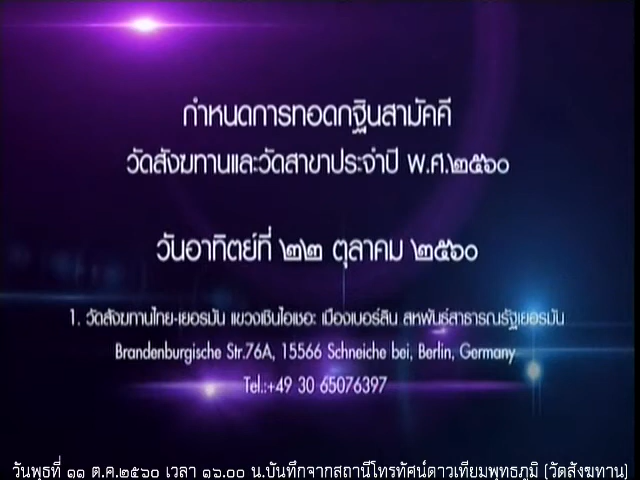 กำหนดการทอดกฐินสามัคคี
วัดสังฆทานและวัดสาขาประจำปี พ.ศ.๒๕๖๐
วันอาทิตย์ที่ ๒๒ ตุลาคม ๒๕๖๐
1. วัดสังฆทานไทย-เยอรมัน แขวงเชินไอเชอะ เมืองเบอร์ลิน สหพันธ์สาธารณรัฐเยอรมัน
Brandenburgische Str.76A, 15566 Schneiche bei, Berlin, Germany
Tel.:+49 30 65076397
วันพุธที่ ๑๑ ต.ค.๒๕๖๐ เวลา ๑๖.๐๐ น.บันทึกจากสถานีโทรทัศน์ดาวเทียมพุทธภูมิ (วัดสังฆทาน)